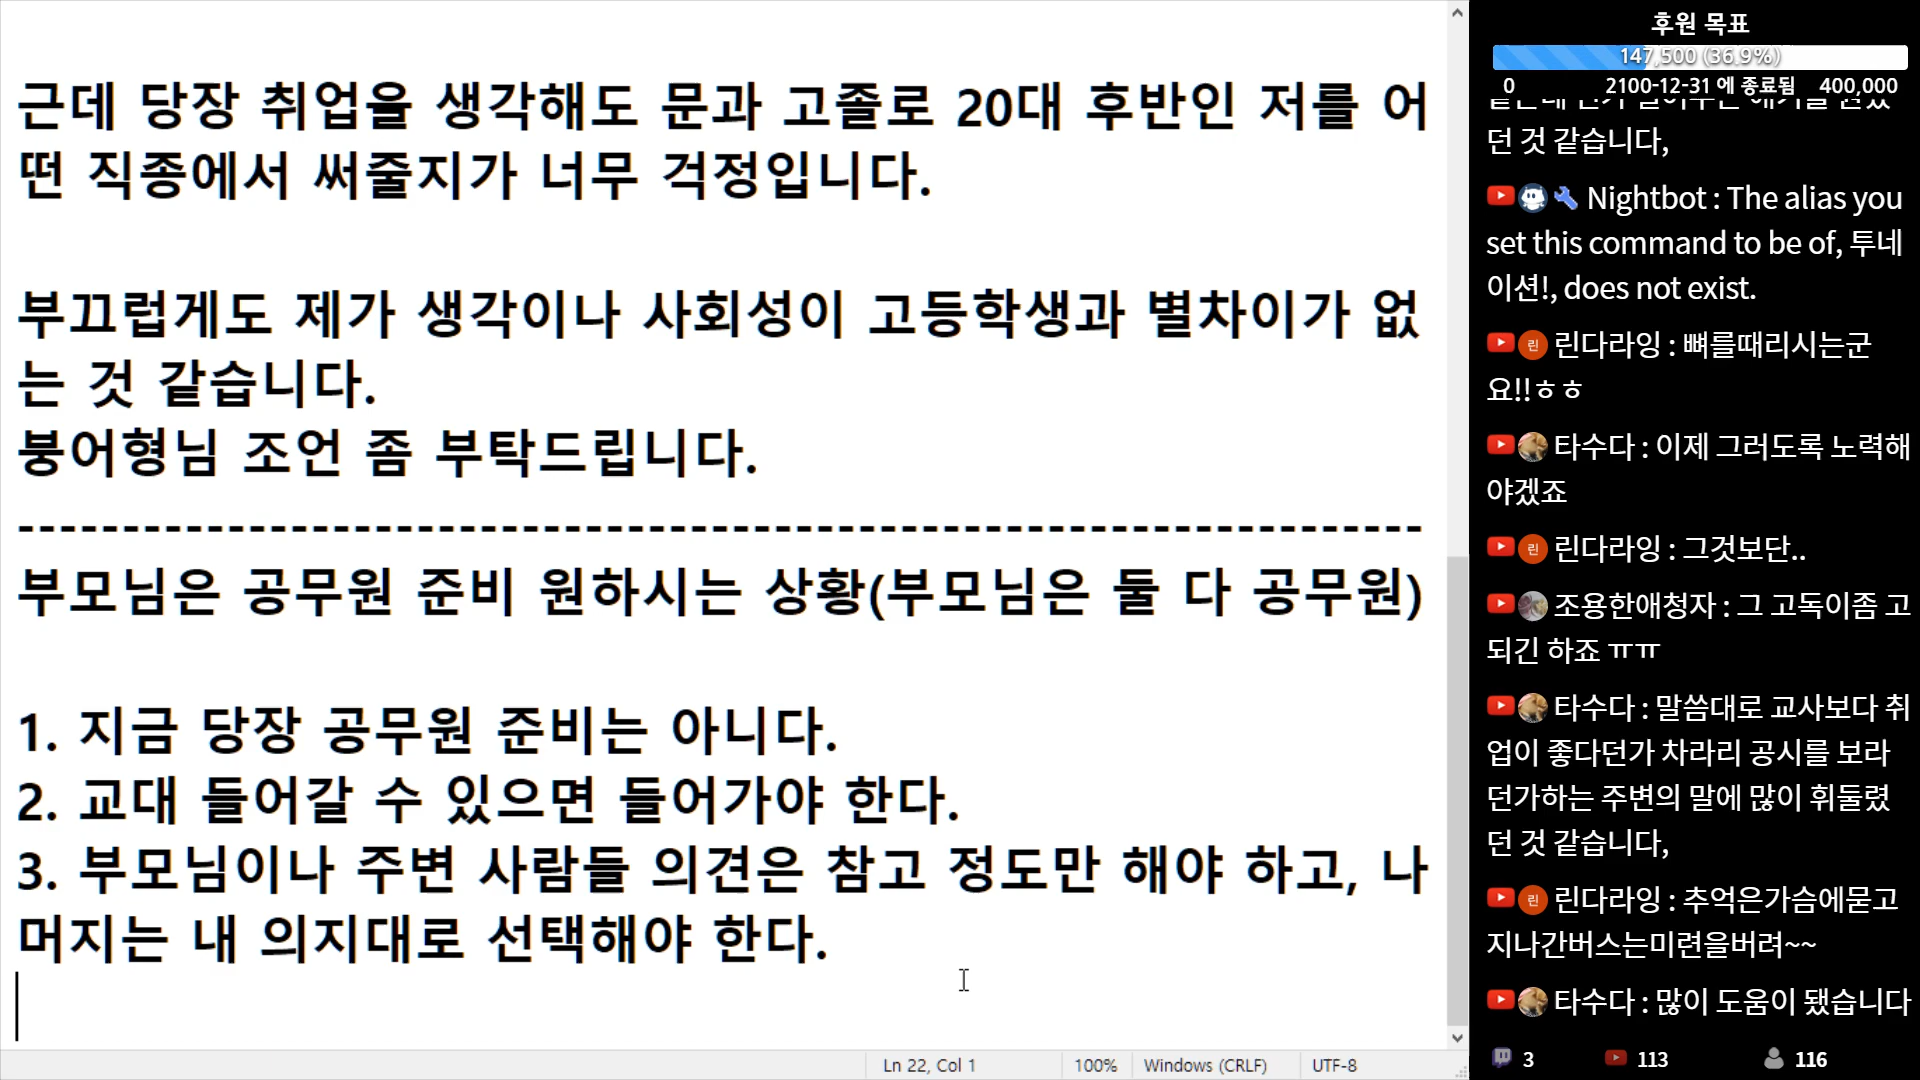 근데 당장 취업을 생각해도 문과 고졸로 20대 후반인 저를 어
떤 직종에서 써줄지가 너무 걱정입니다.
부끄럽게도 제가 생각이나 사회성이 고등학생과 별차이가 없
는 것 같습니다.
붕어형님 조언 좀 부탁드립니다.
--------------------------------------------------------------------
부모님은 공무원 준비 원하시는 상황(부모님은 둘 다 공무원)
1. 지금 당장 공무원 준비는 아니다.
2. 교대 들어갈 수 있으면 들어가야 한다.
3. 부모님이나 주변 사람들 의견은 참고 정도만 해야 하고, 나
머지는 내 의지대로 선택해야 한다.
Ln 22, Col 1 100% Windows (CRLF) UTF-8
후원 목표
147,500 (36.9%)
0 2100-12-31 에 종료됨 400,000
던 것 같습니다,
Nightbot : The alias you
set this command to be of, 투네
이션!, does not exist.
린 린다라잉 : 뼈를때리시는군
요!!ㅎㅎ
타수다 : 이제 그러도록 노력해
야겠죠
린 린다라잉 : 그것보단..
조용한애청자 : 그 고독이좀 고
되긴 하죠 ㅠㅠ
타수다 : 말씀대로 교사보다 취
업이 좋다던가 차라리 공시를 보라
던가하는 주변의 말에 많이 휘둘렸
던 것 같습니다,
린 린다라잉 : 추억은가슴에묻고
지나간버스는미련을버려~~
타수다 : 많이 도움이 됐습니다
3 113 116